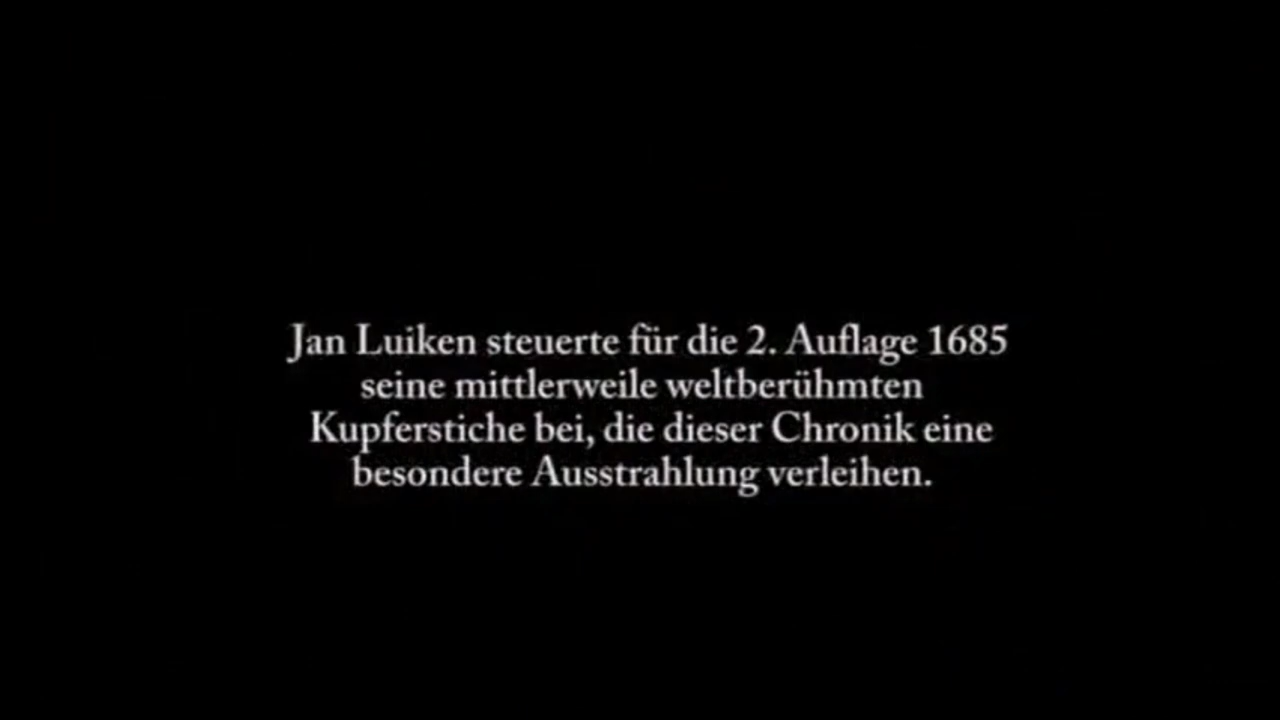 Jan Luiken steuerte für die 2. Auflage 1685
seine mittlerweile weltberühmten
Kupferstiche bei, die dieser Chronik eine
besondere Ausstrahlung verleihen.